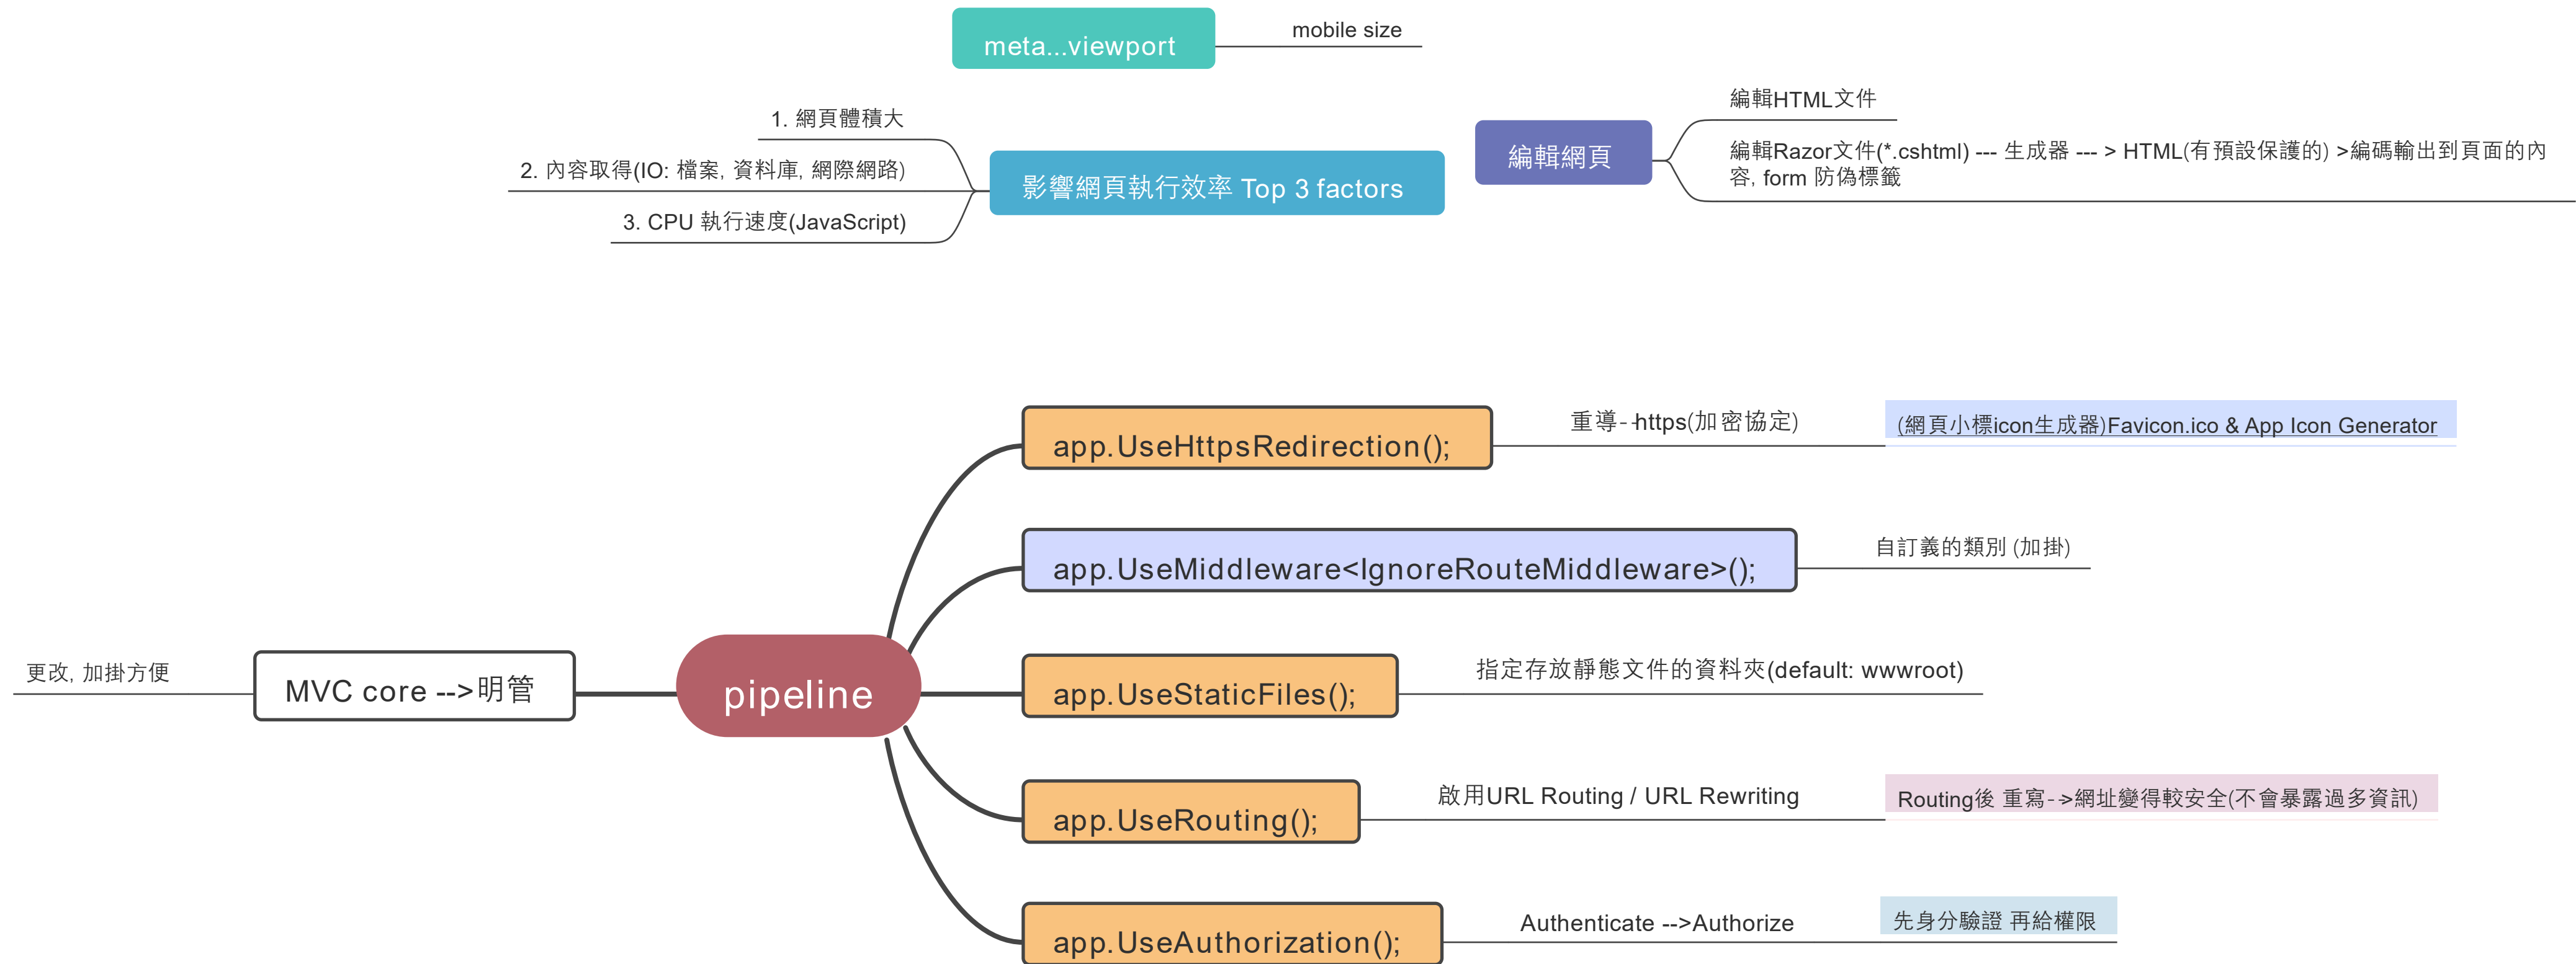 meta...viewport
mobile size
1. 網頁體積大
2. 內容取得(IO: 檔案, 資料庫, 網際網路)
3. CPU 執行速度(JavaScript)
影響網頁執行效率 Top 3 factors
編輯網頁
編輯HTML文件
編輯Razor文件(*.cshtml) --- 生成器 --- > HTML(有預設保護的) >編碼輸出到頁面的內
容, form 防偽標籤
app.UseHttpsRedirection();
重導--https(加密協定)
(網頁小標icon生成器)Favicon.ico & App Icon Generator
app.UseMiddleware<IgnoreRouteMiddleware>();
自訂義的類別 (加掛)
更改, 加掛方便
MVC core -->明管
pipeline
app.UseStaticFiles();
指定存放靜態文件的資料夾(default: wwwroot)
app.UseRouting();
啟用URL Routing / URL Rewriting
Routing後 重寫-->網址變得較安全(不會暴露過多資訊)
app.UseAuthorization();
Authenticate -->Authorize
先身分驗證 再給權限